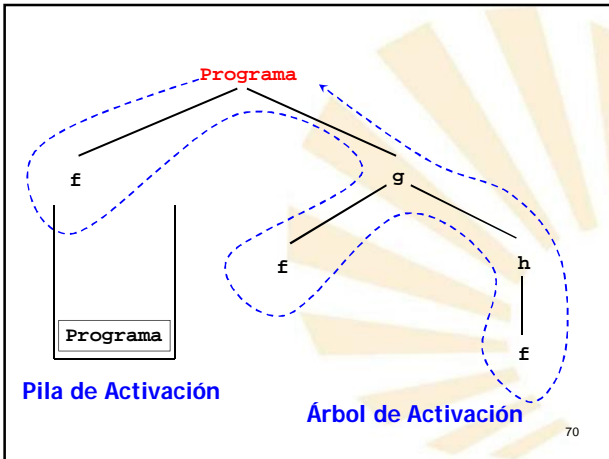 Programa
f
g
f
h
Programa
f
Pila de Activación
Árbol de Activación
70